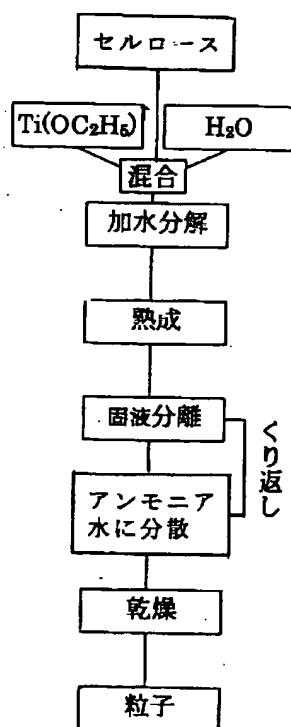 セルロース
Ti(OC₂H₅)
H₂O
混合
加水分解
熟成
固液分離
くり返し
アンモニア
水に分散
乾燥
粒子